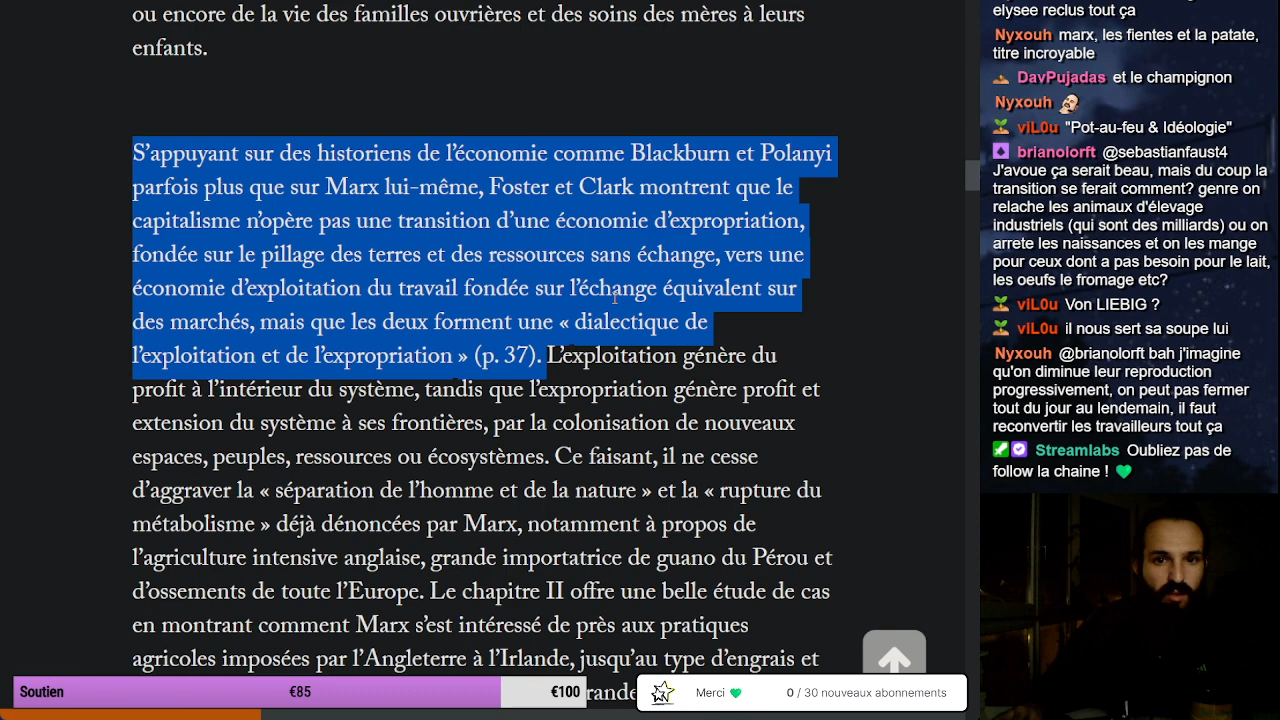 ou encore de la vie des familles ouvrières et des soins des mères à leurs
enfants.
S'appuyant sur des historiens de l'économie comme Blackburn et Polanyi
parfois plus que sur Marx lui-même, Foster et Clark montrent que le
capitalisme n'opère pas une transition d'une économie d'expropriation,
fondée sur le pillage des terres et des ressources sans échange, vers une
économie d'exploitation du travail fondée sur l'échange équivalent sur
des marchés, mais que les deux forment une « dialectique de
l'exploitation et de l'expropriation » (p. 37). L'exploitation génère du
profit à l'intérieur du système, tandis que l'expropriation génère profit et
extension du système à ses frontières, par la colonisation de nouveaux
espaces, peuples, ressources ou écosystèmes. Ce faisant, il ne cesse
d'aggraver la « séparation de l'homme et de la nature » et la « rupture du
métabolisme » déjà dénoncées par Marx, notamment à propos de
l'agriculture intensive anglaise, grande importatrice de guano du Pérou et
d'ossements de toute l'Europe. Le chapitre II offre une belle étude de cas
en montrant comment Marx s'est intéressé de près aux pratiques
agricoles imposées par l'Angleterre à l'Irlande, jusqu'au type d'engrais et
Soutien €85 €100
Merci 0 / 30 nouveaux abonnements
elysee reclus tout ça
Nyxouh marx, les fientes et la patate,
titre incroyable
DavPujadas et le champignon
Nyxouh
viL0u "Pot-au-feu & Idéologie"
brianolorft @sebastianfaust4
J'avoue ça serait beau, mais du coup la
transition se ferait comment? genre on
relache les animaux d'élevage
industriels (qui sont des milliards) ou on
arrete les naissances et on les mange
pour ceux dont a pas besoin pour le lait,
les oeufs le fromage etc?
viL0u Von LIEBIG ?
viL0u il nous sert sa soupe lui
Nyxouh @brianolorft bah j'imagine
qu'on diminue leur reproduction
progressivement, on peut pas fermer
tout du jour au lendemain, il faut
reconvertir les travailleurs tout ça
Streamlabs Oubliez pas de
follow la chaine !